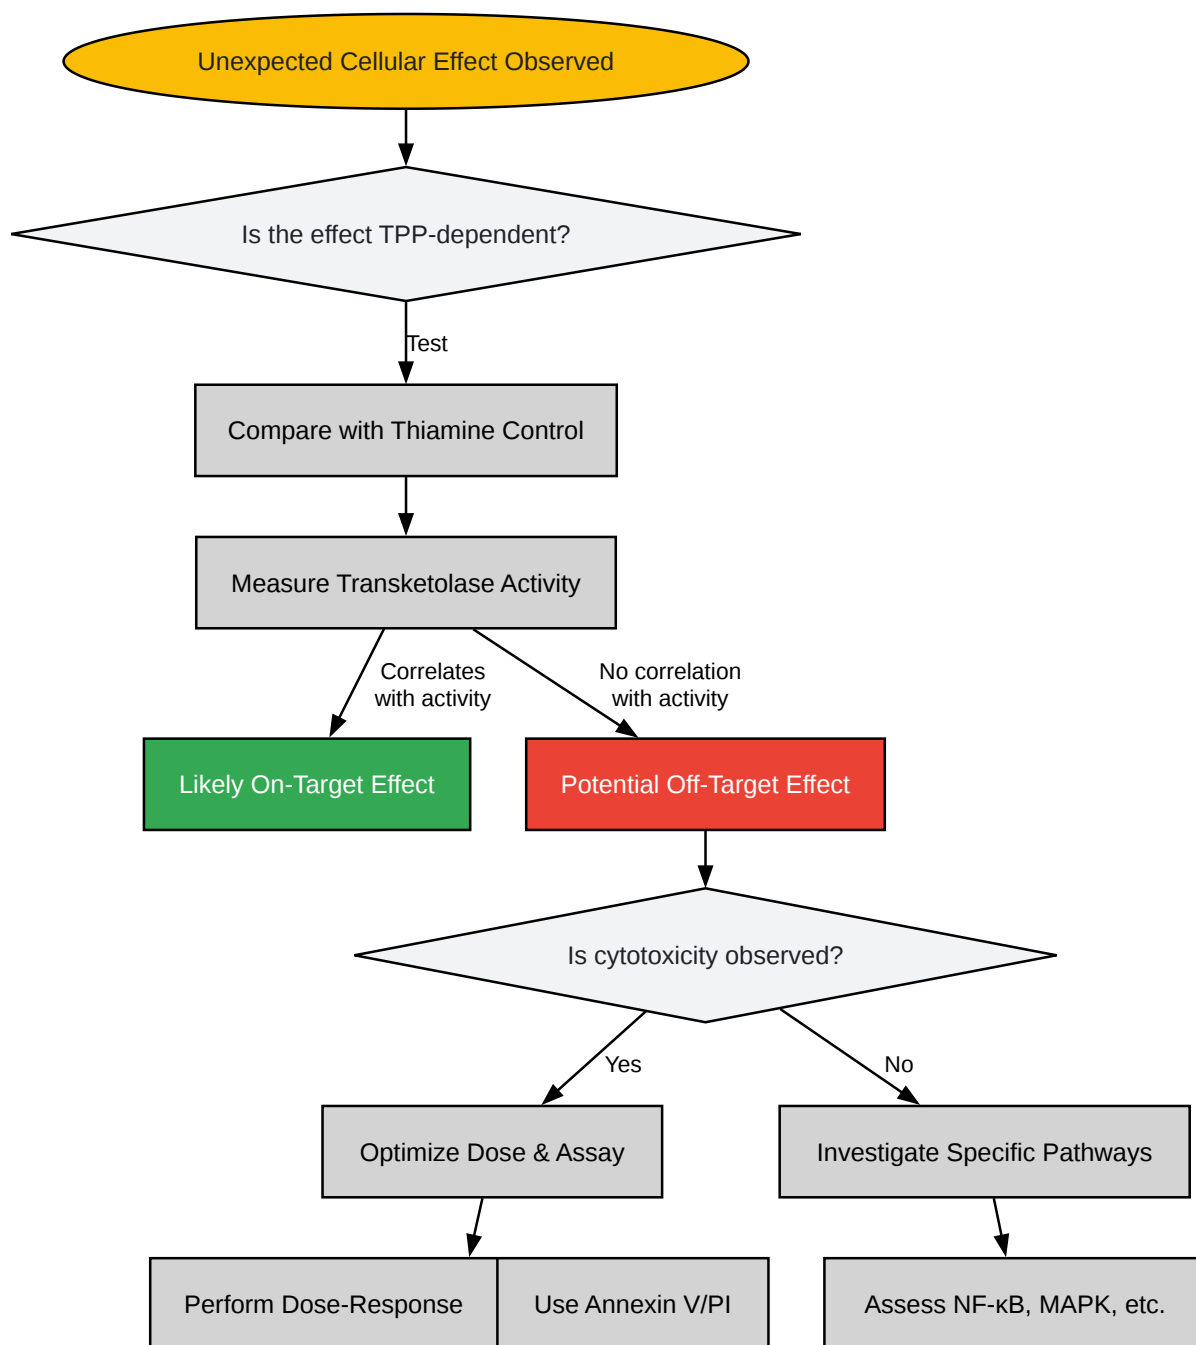 Unexpected Cellular Effect Observed
Is the effect TPP-dependent?
Test
Compare with Thiamine Control
Measure Transketolase Activity
Correlates
with activity
No correlation
with activity
Likely On-Target Effect
Potential Off-Target Effect
Is cytotoxicity observed?
Yes
No
Optimize Dose & Assay
Investigate Specific Pathways
Perform Dose-Response
Use Annexin V/PI
Assess NF-κB, MAPK, etc.